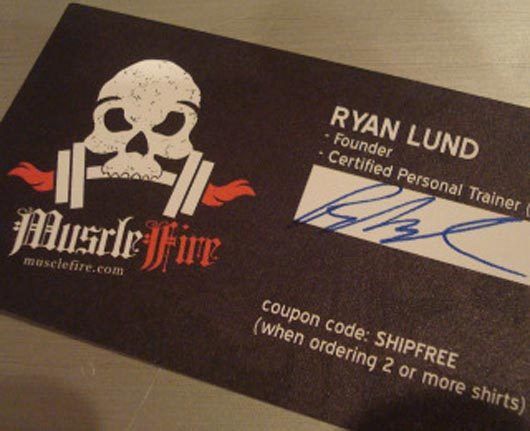 MuscleFire
musclefire.com
RYAN LUND
- Founder
- Certified Personal Trainer (
coupon code: SHIPFREE
(when ordering 2 or more shirts)